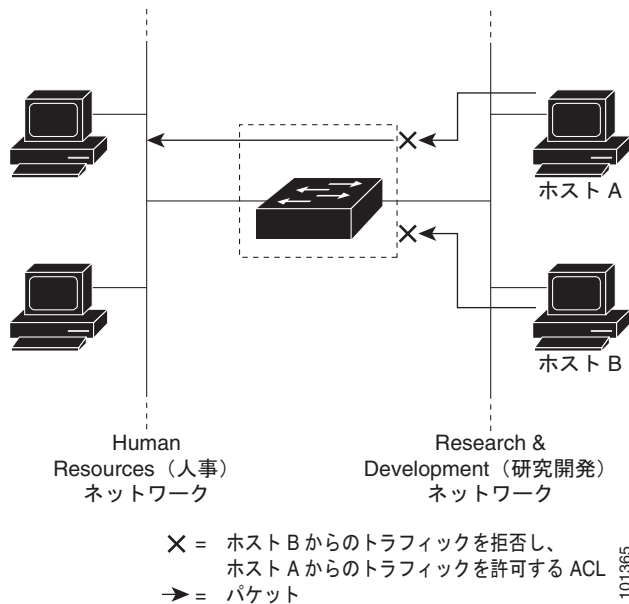 ホスト A
ホスト B
Human
Resources（人事）
ネットワーク
Research &
Development（研究開発）
ネットワーク
✕ = ホスト B からのトラフィックを拒否し、
ホスト A からのトラフィックを許可する ACL
➔ = パケット
101365